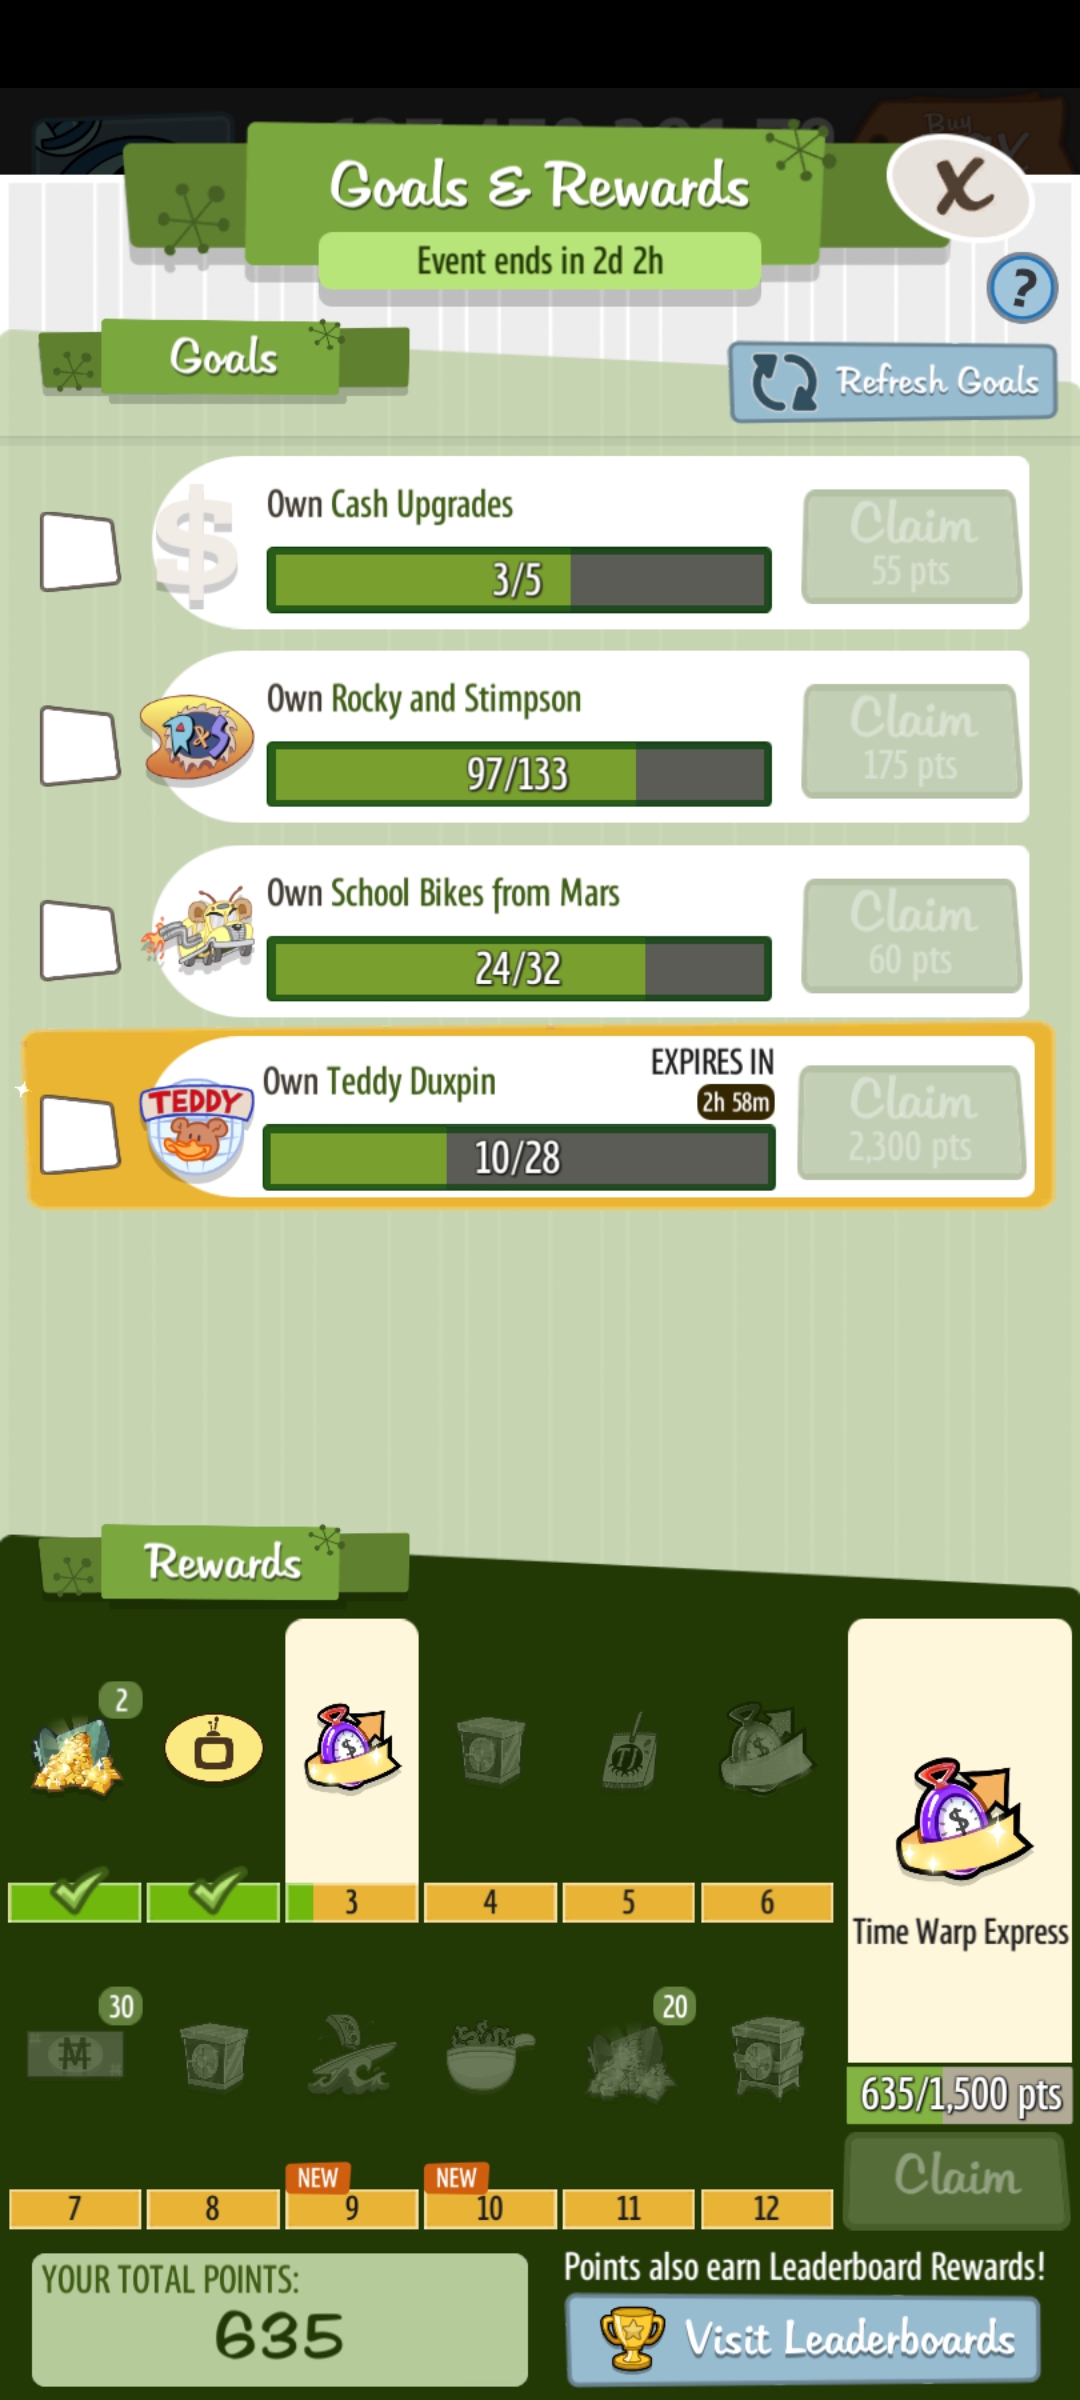 Buy
Goals & Rewards
X
Event ends in 2d 2h
?
Goals
Refresh Goals
$
Own Cash Upgrades
3/5
Claim
55 pts
R&S
Own Rocky and Stimpson
97/133
Claim
175 pts
Own School Bikes from Mars
24/32
Claim
60 pts
TEDDY
Own Teddy Duxpin
EXPIRES IN
2h 58m
10/28
Claim
2,300 pts
Rewards
2
3
4
5
6
Time Warp Express
30
20
635/1,500 pts
Claim
NEW
NEW
7
8
9
10
11
12
YOUR TOTAL POINTS:
635
Points also earn Leaderboard Rewards!
Visit Leaderboards